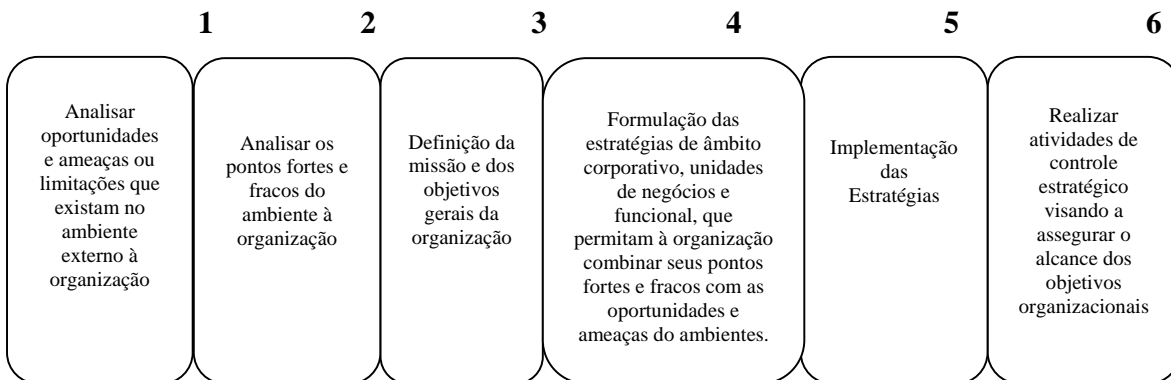 1 2 3 4 5 6
Analisar
oportunidades
e ameaças ou
limitações que
existam no
ambiente
externo à
organização
Analisar os
pontos fortes e
fracos do
ambiente à
organização
Definição da
missão e dos
objetivos
gerais da
organização
Formulação das
estratégias de âmbito
corporativo, unidades
de negócios e
funcional, que
permitam à organização
combinar seus pontos
fortes e fracos com as
oportunidades e
ameaças do ambientes.
Implementação
das
Estratégias
Realizar
atividades de
controle
estratégico
visando a
assegurar o
alcance dos
objetivos
organizacionais